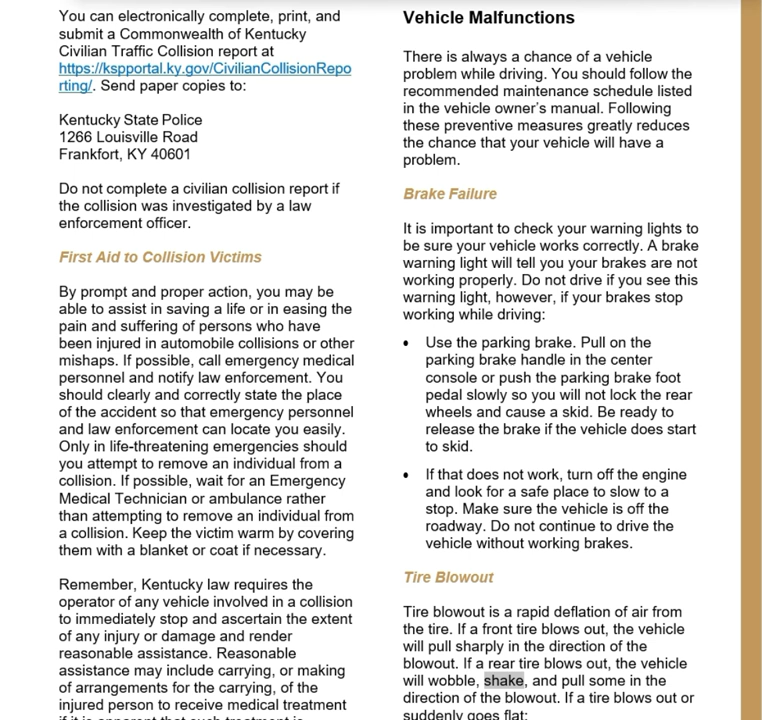 You can electronically complete, print, and
submit a Commonwealth of Kentucky
Civilian Traffic Collision report at
https://kspportal.ky.gov/CivilianCollisionRepo
rting/. Send paper copies to:
Kentucky State Police
1266 Louisville Road
Frankfort, KY 40601
Do not complete a civilian collision report if
the collision was investigated by a law
enforcement officer.
First Aid to Collision Victims
By prompt and proper action, you may be
able to assist in saving a life or in easing the
pain and suffering of persons who have
been injured in automobile collisions or other
mishaps. If possible, call emergency medical
personnel and notify law enforcement. You
should clearly and correctly state the place
of the accident so that emergency personnel
and law enforcement can locate you easily.
Only in life-threatening emergencies should
you attempt to remove an individual from a
collision. If possible, wait for an Emergency
Medical Technician or ambulance rather
than attempting to remove an individual from
a collision. Keep the victim warm by covering
them with a blanket or coat if necessary.
Remember, Kentucky law requires the
operator of any vehicle involved in a collision
to immediately stop and ascertain the extent
of any injury or damage and render
reasonable assistance. Reasonable
assistance may include carrying, or making
of arrangements for the carrying, of the
injured person to receive medical treatment
if it is apparent that such treatment is
Vehicle Malfunctions
There is always a chance of a vehicle
problem while driving. You should follow the
recommended maintenance schedule listed
in the vehicle owner's manual. Following
these preventive measures greatly reduces
the chance that your vehicle will have a
problem.
Brake Failure
It is important to check your warning lights to
be sure your vehicle works correctly. A brake
warning light will tell you your brakes are not
working properly. Do not drive if you see this
warning light, however, if your brakes stop
working while driving:
• Use the parking brake. Pull on the
parking brake handle in the center
console or push the parking brake foot
pedal slowly so you will not lock the rear
wheels and cause a skid. Be ready to
release the brake if the vehicle does start
to skid.
• If that does not work, turn off the engine
and look for a safe place to slow to a
stop. Make sure the vehicle is off the
roadway. Do not continue to drive the
vehicle without working brakes.
Tire Blowout
Tire blowout is a rapid deflation of air from
the tire. If a front tire blows out, the vehicle
will pull sharply in the direction of the
blowout. If a rear tire blows out, the vehicle
will wobble, shake, and pull some in the
direction of the blowout. If a tire blows out or
suddenly goes flat: